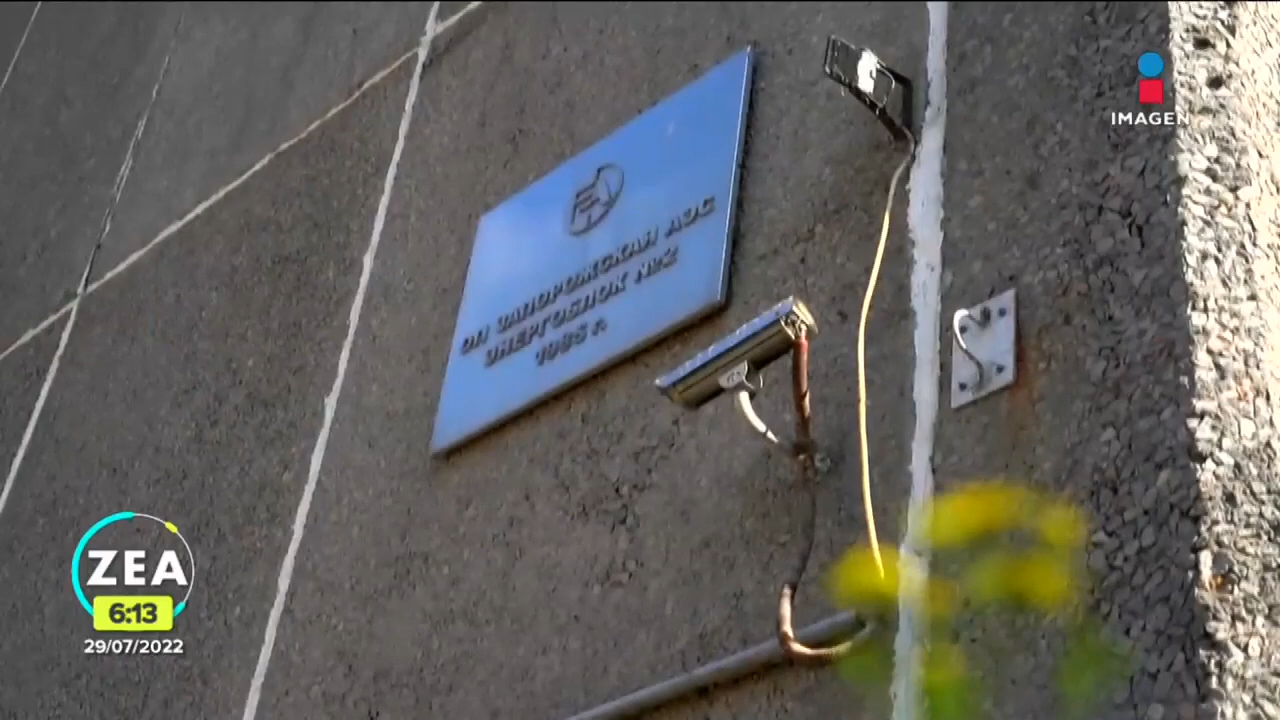 IMAGEN
ОП ЗАПОРОЖСКАЯ АЭС
ЭНЕРГОБЛОК №2
1985 г.
ZEA
6:13
29/07/2022